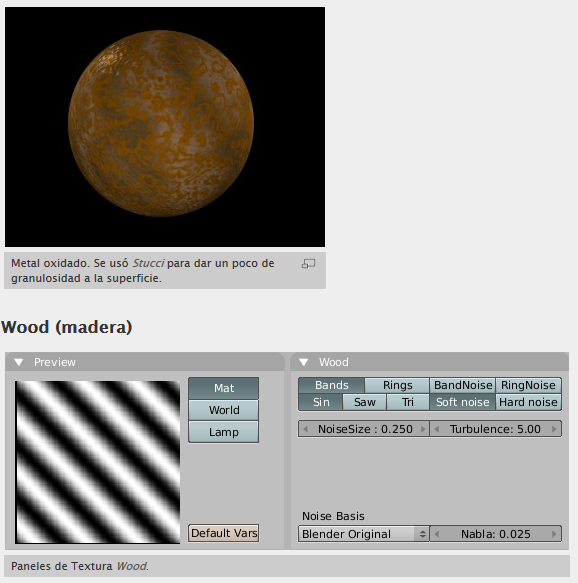 Metal oxidado. Se usó Stucci para dar un poco de
granulosidad a la superficie.
Wood (madera)
Preview
Mat
World
Lamp
Default Vars
Wood
Bands Rings BandNoise RingNoise
Sin Saw Tri Soft noise Hard noise
NoiseSize : 0.250 Turbulence: 5.00
Noise Basis
Blender Original Nabla: 0.025
Paneles de Textura Wood.